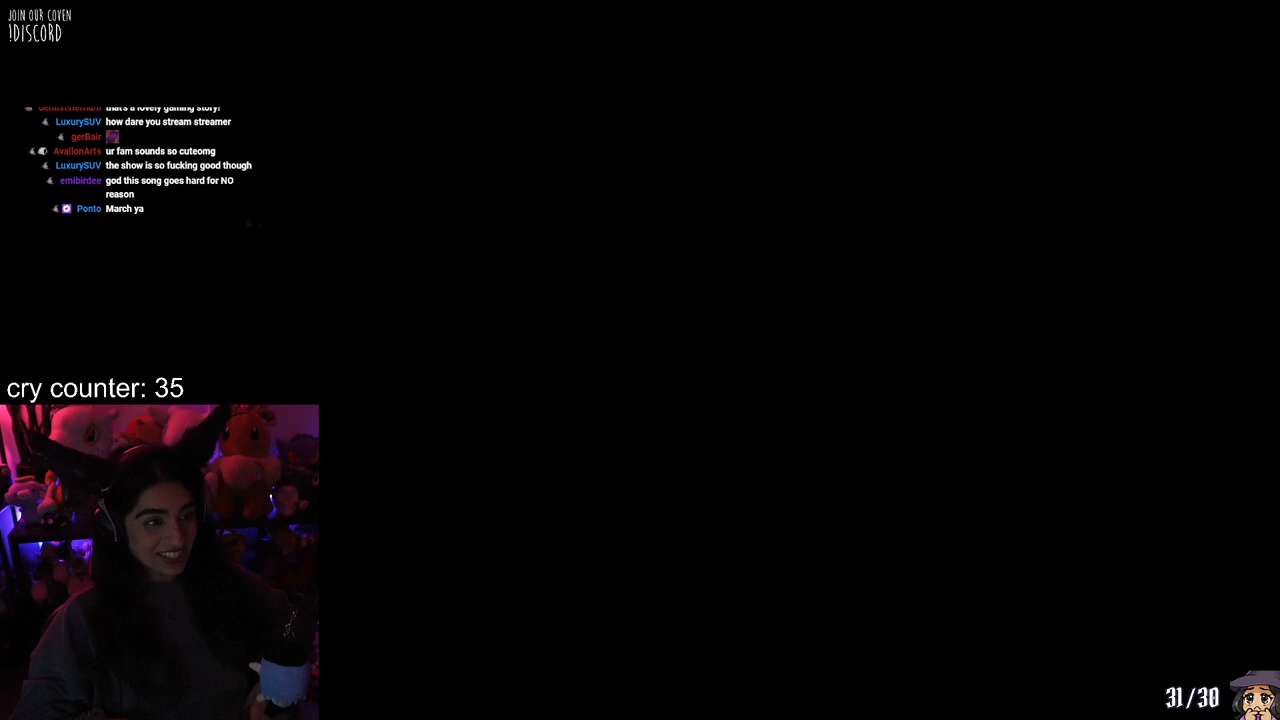 JOIN OUR COVEN
!DISCORD
dentiststernum that's a lovely gaming story!
LuxurySUV how dare you stream streamer
gerBair
AvallonArts ur fam sounds so cuteomg
LuxurySUV the show is so fucking good though
emibirdee god this song goes hard for NO
reason
Ponto March ya
cry counter: 35
31/30